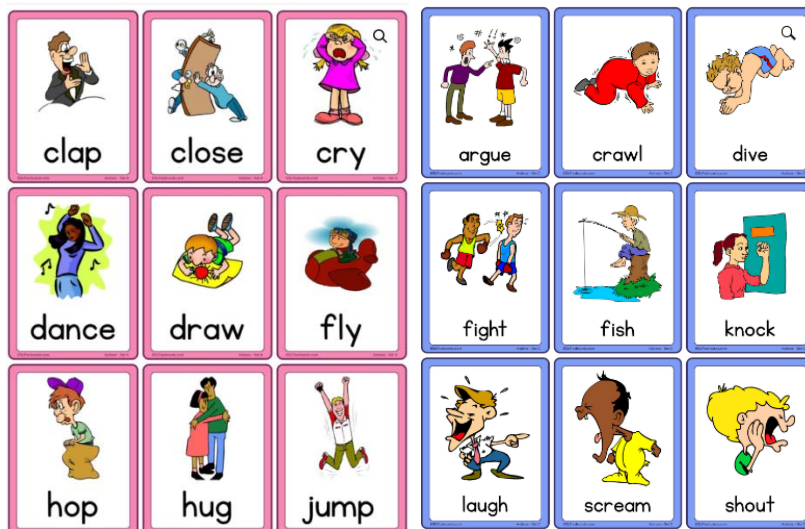 clap close cry
dance draw fly
hop hug jump
argue crawl dive
fight fish knock
laugh scream shout